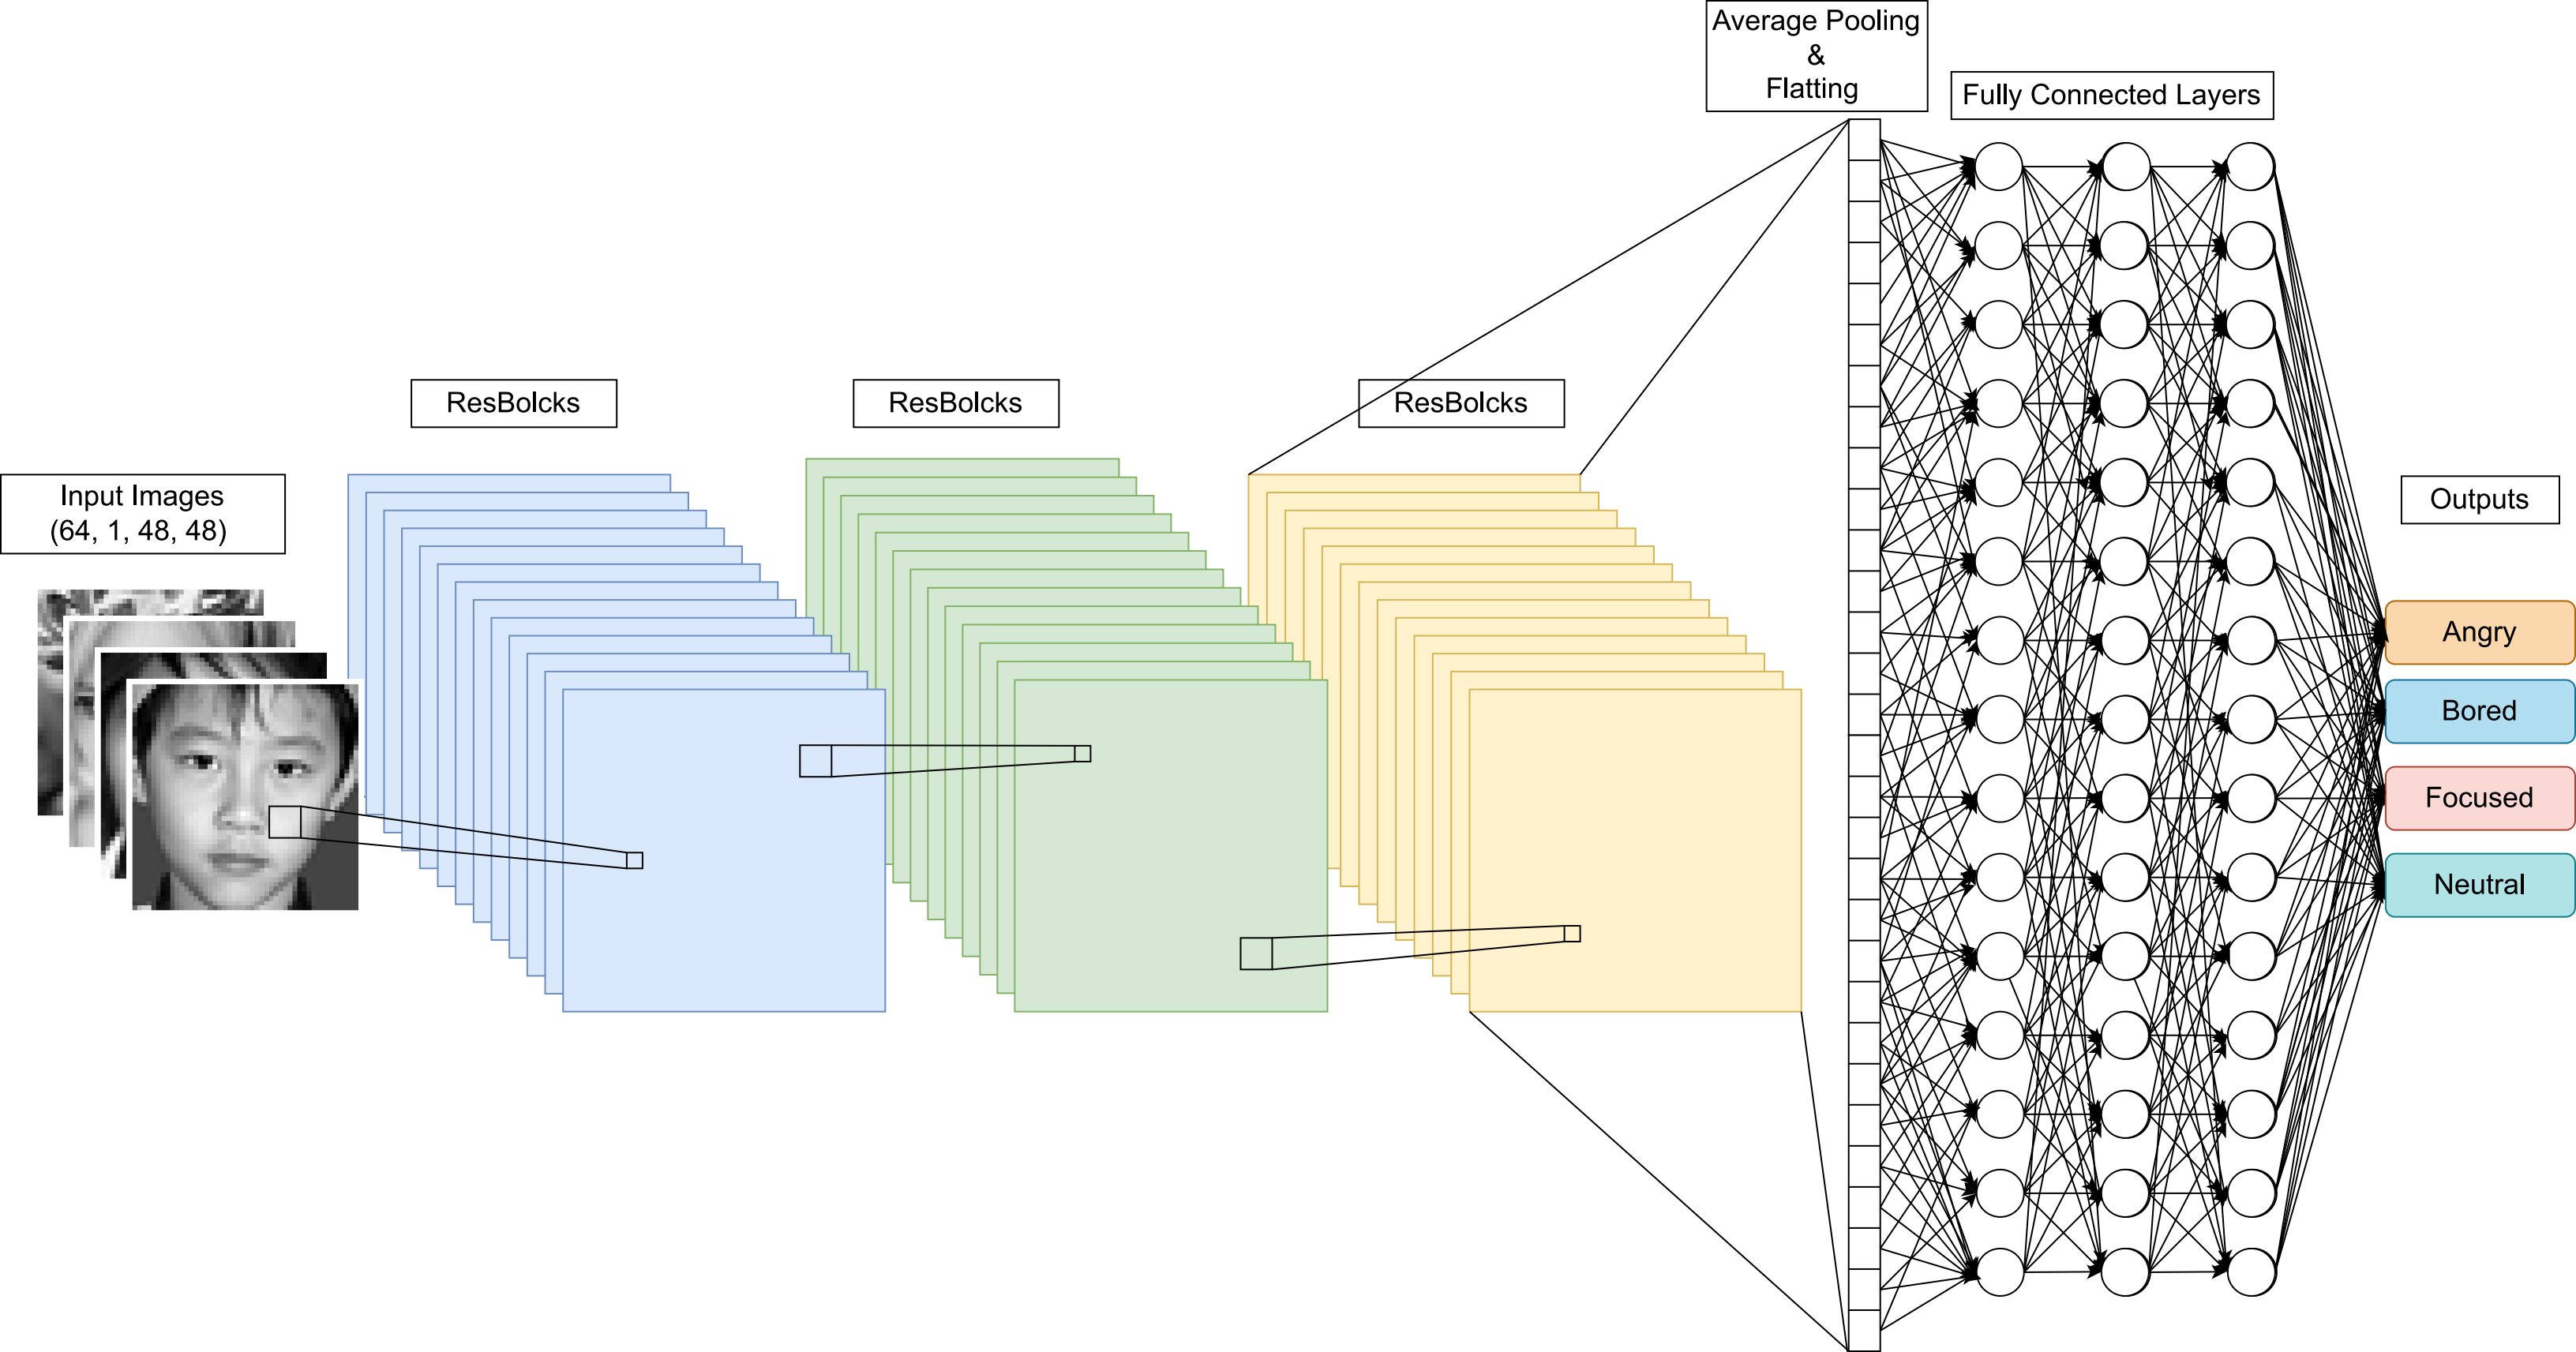 Average Pooling
&
Flatting
Fully Connected Layers
ResBolcks
ResBolcks
ResBolcks
Input Images
(64, 1, 48, 48)
Outputs
Angry
Bored
Focused
Neutral